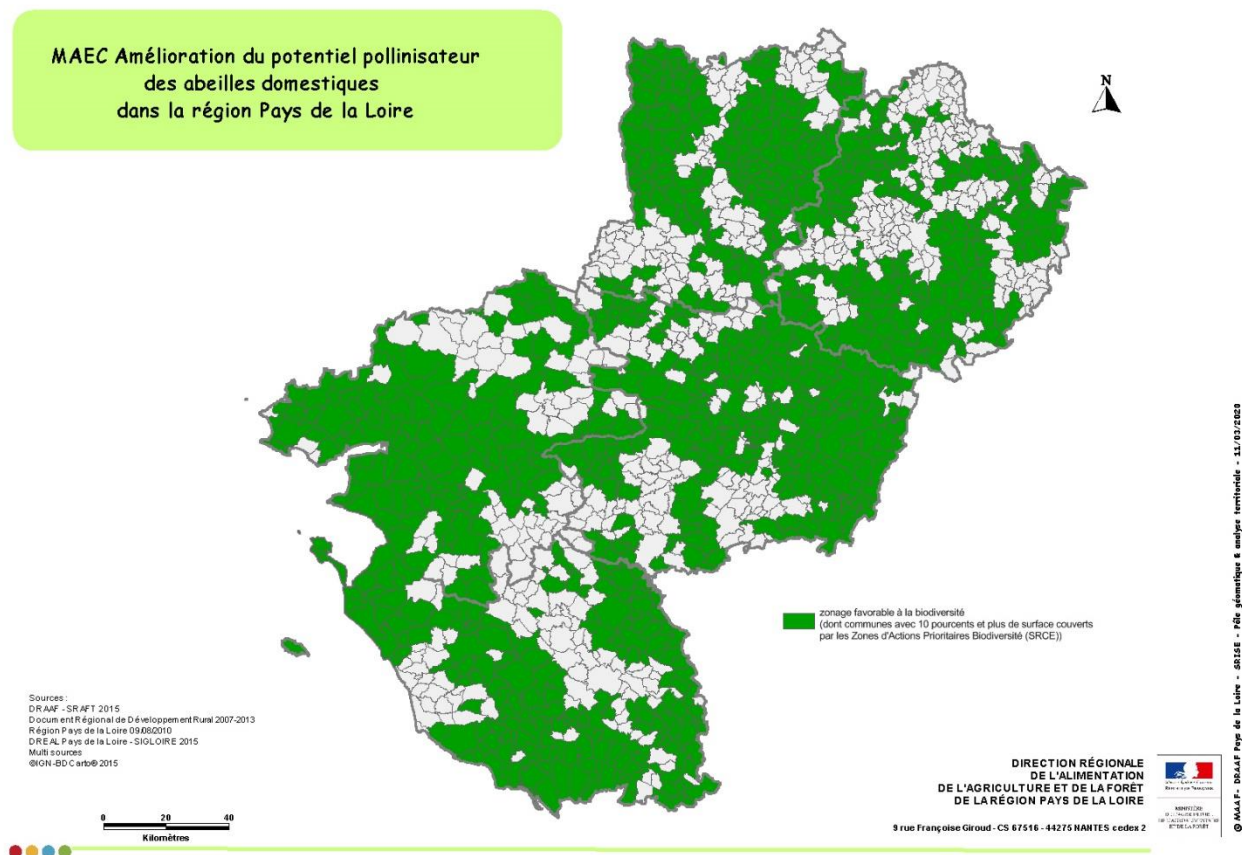 MAEC Amélioration du potentiel pollinisateur
des abeilles domestiques
dans la région Pays de la Loire
N
zonage favorable à la biodiversité
(dont communes avec 10 pourcents et plus de surface couverts
par les Zones d'Actions Prioritaires Biodiversité (SRCE))
Sources :
DRAAF - SRAFT 2015
Document Régional de Développement Rural 2007-2013
Région Pays de la Loire 09/08/2010
DREAL Pays de la Loire - SIGLOIRE 2015
Multi sources
©IGN-BD Carto® 2015
0 20 40
Kilomètres
DIRECTION RÉGIONALE
DE L'ALIMENTATION
DE L'AGRICULTURE ET DE LA FORÊT
DE LA RÉGION PAYS DE LA LOIRE
9 rue Françoise Giroud - CS 67516 - 44275 NANTES cedex 2
© MAAF- DRAAF Pays de la Loire - SRISE - Pôle géomatique & analyse territoriale - 11/03/2020